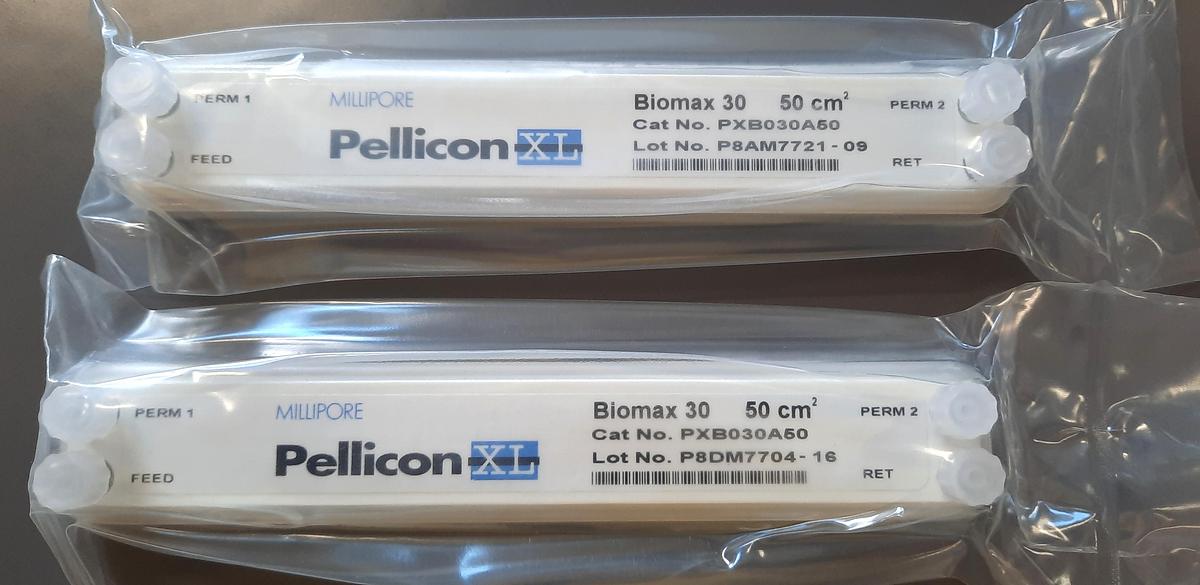 PERM 1
MILLIPORE
Biomax 30 50 cm²
PERM 2
Cat No. PXB030A50
Pellicon XL
Lot No. P8AM7721-09
FEED
RET
PERM 1
MILLIPORE
Biomax 30 50 cm²
PERM 2
Cat No. PXB030A50
Pellicon XL
Lot No. P8DM7704-16
FEED
RET